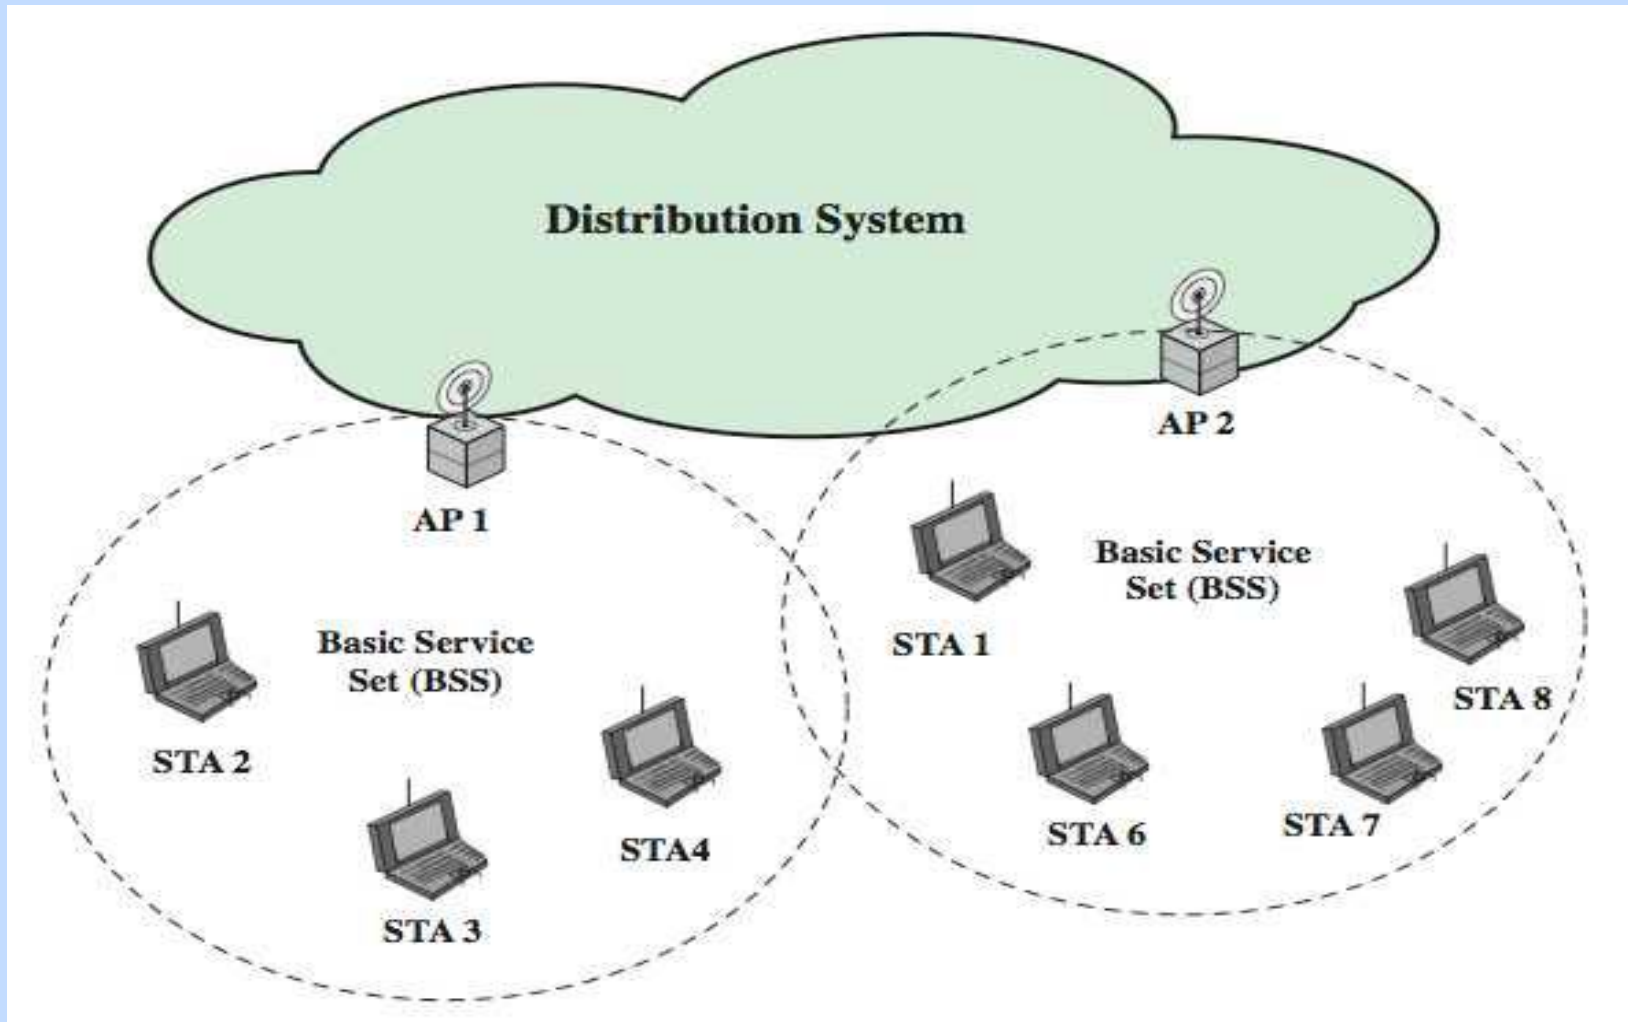 Distribution System
AP 2
AP 1
Basic Service
Set (BSS)
STA 1
STA 8
Basic Service
Set (BSS)
STA 2
STA4
STA 6
STA 7
STA 3